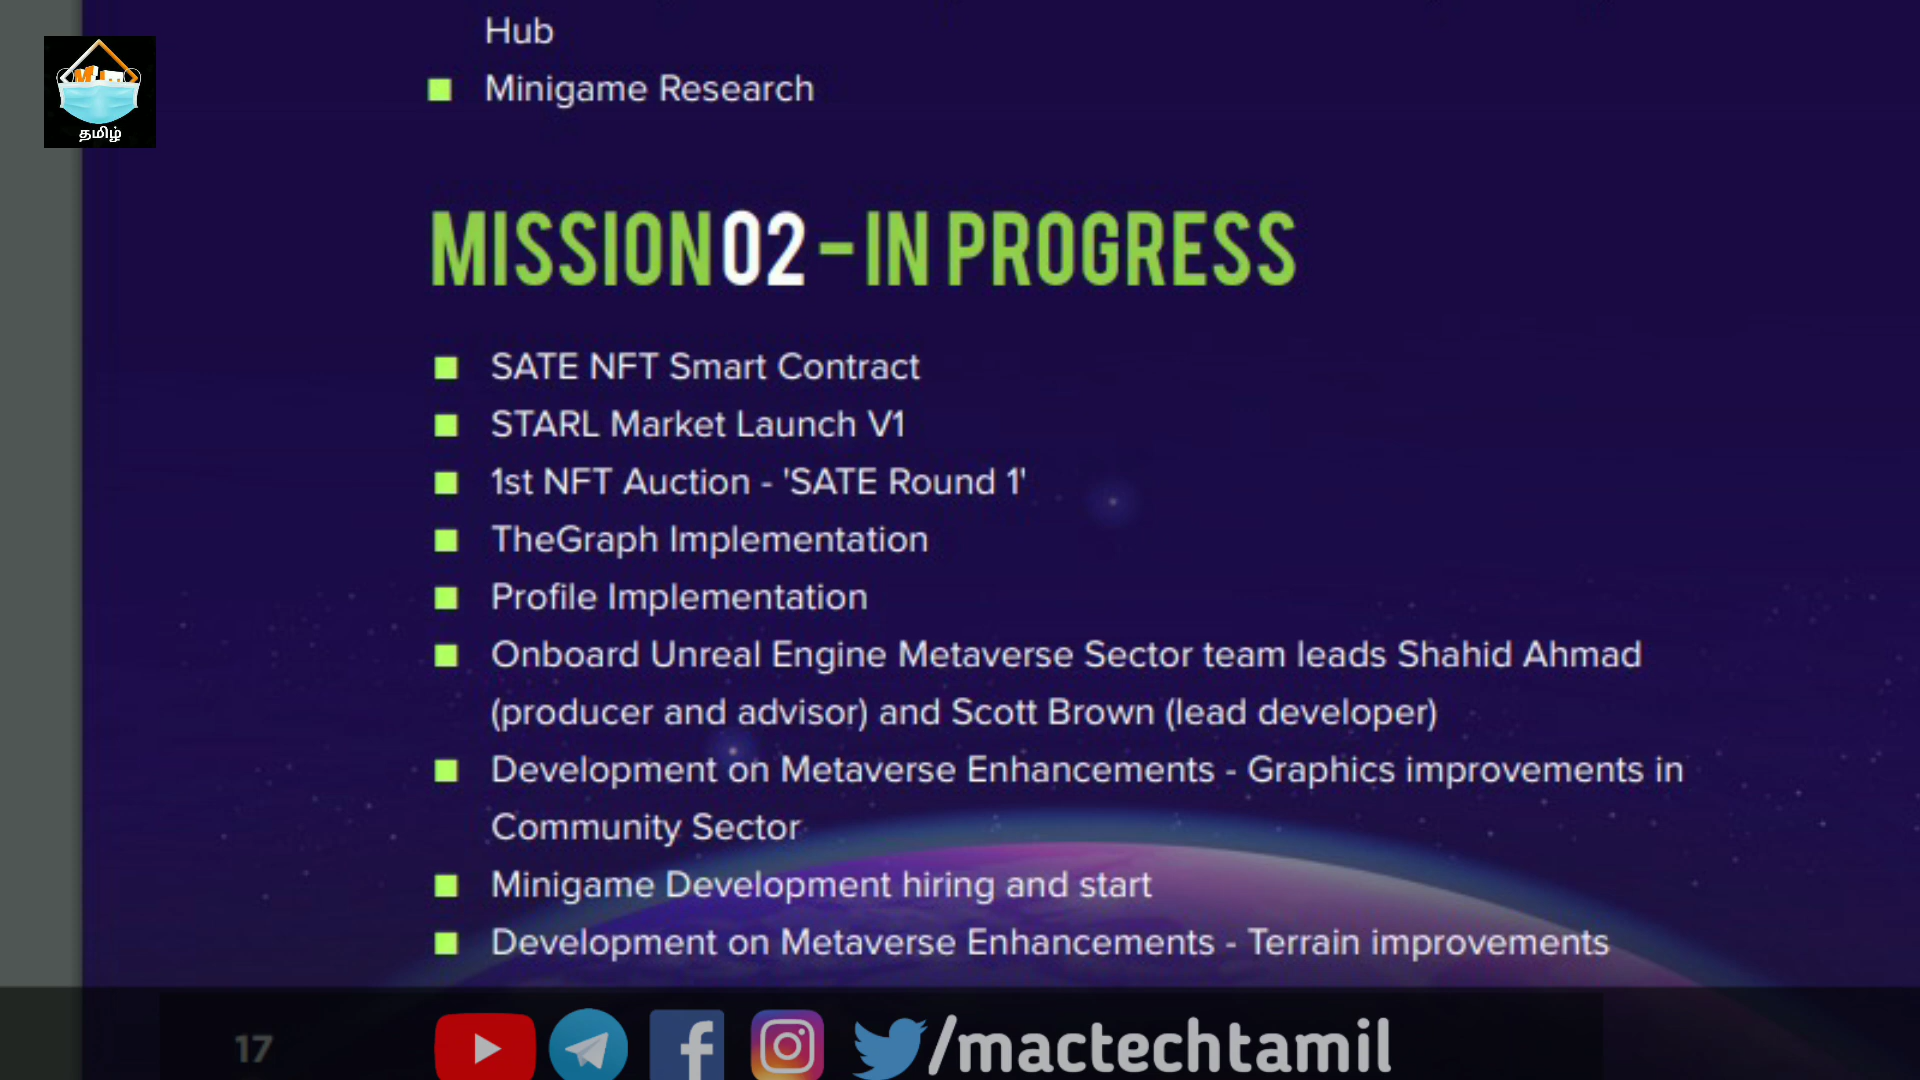 Hub
Minigame Research
தமிழ்
MISSION 02 - IN PROGRESS
SATE NFT Smart Contract
STARL Market Launch V1
1st NFT Auction - 'SATE Round 1'
TheGraph Implementation
Profile Implementation
Onboard Unreal Engine Metaverse Sector team leads Shahid Ahmad
(producer and advisor) and Scott Brown (lead developer)
Development on Metaverse Enhancements - Graphics improvements in
Community Sector
Minigame Development hiring and start
Development on Metaverse Enhancements - Terrain improvements
17
/mactechtamil